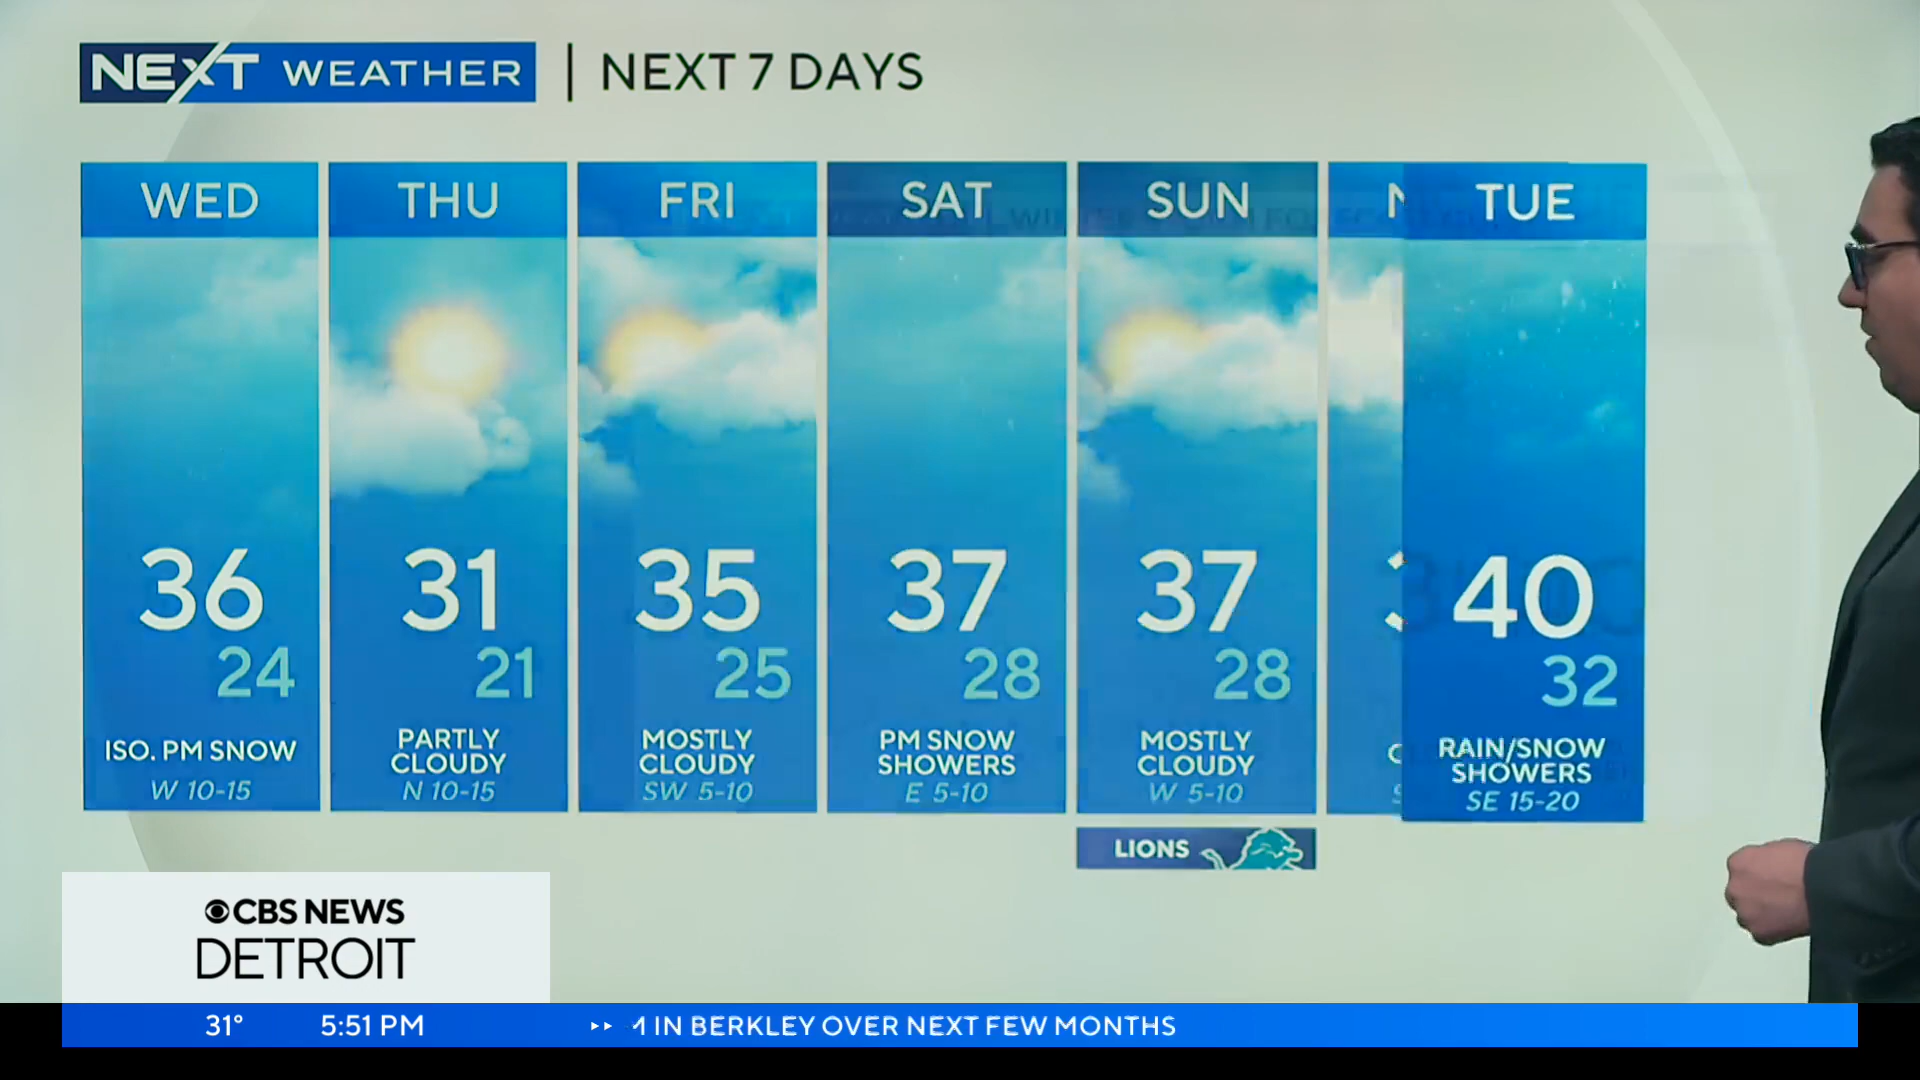 NEXT WEATHER | NEXT 7 DAYS
WED
36
24
ISO. PM SNOW
W 10-15
THU
31
21
PARTLY
CLOUDY
N 10-15
FRI
35
25
MOSTLY
CLOUDY
SW 5-10
SAT
37
28
PM SNOW
SHOWERS
E 5-10
SUN
37
28
MOSTLY
CLOUDY
W 5-10
LIONS
TUE
40
32
RAIN/SNOW
SHOWERS
SE 15-20
CBS NEWS
DETROIT
31° 5:51 PM IN BERKLEY OVER NEXT FEW MONTHS